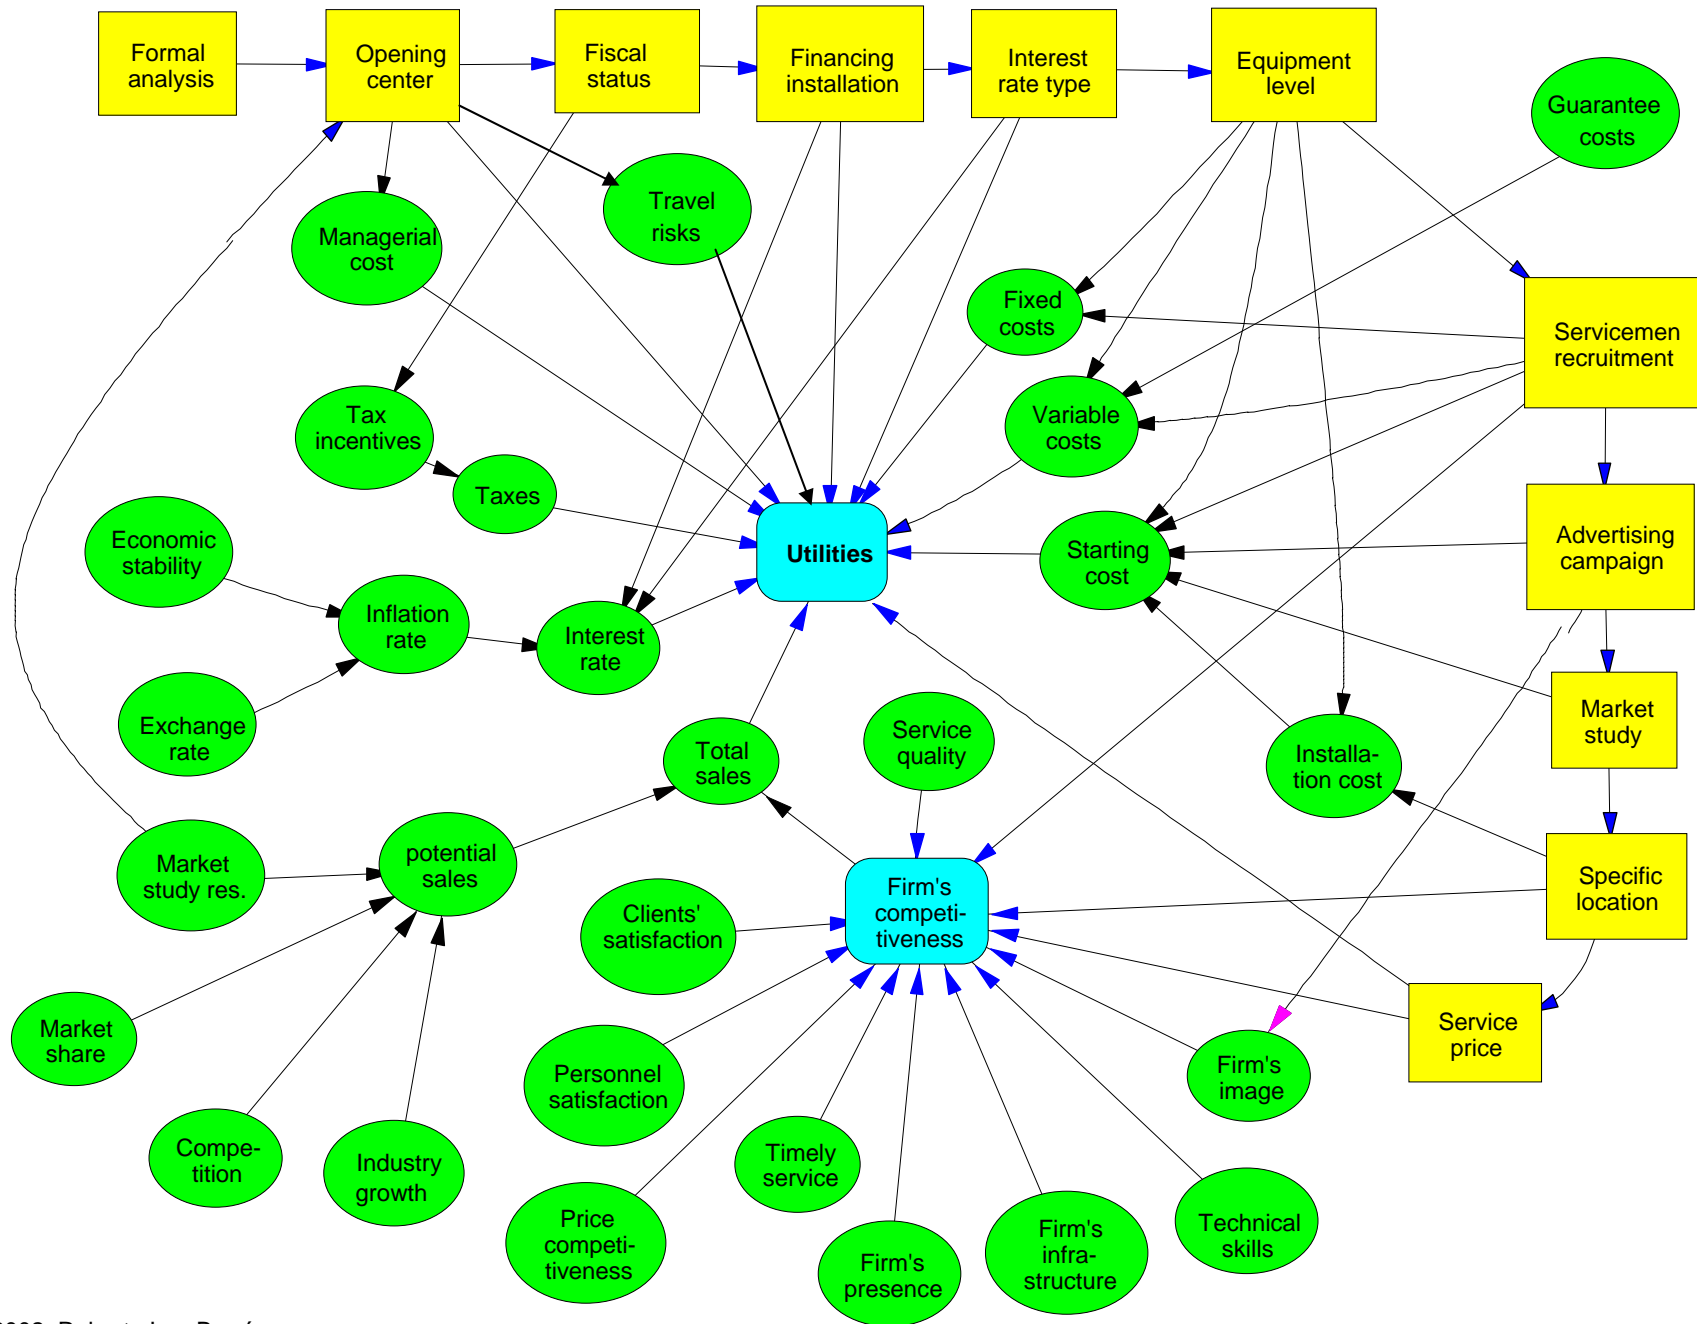 Formal
analysis
Opening
center
Fiscal
status
Financing
installation
Interest
rate type
Equipment
level
Guarantee
costs
Travel
risks
Managerial
cost
Fixed
costs
Servicemen
recruitment
Tax
incentives
Variable
costs
Taxes
Economic
stability
Utilities
Starting
cost
Advertising
campaign
Inflation
rate
Interest
rate
Exchange
rate
Total
sales
Service
quality
Installa-
tion cost
Market
study
Market
study res.
potential
sales
Clients'
satisfaction
Firm's
competi-
tiveness
Specific
location
Market
share
Service
price
Personnel
satisfaction
Firm's
image
Compe-
tition
Industry
growth
Timely
service
Price
competi-
tiveness
Firm's
presence
Firm's
infra-
structure
Technical
skills